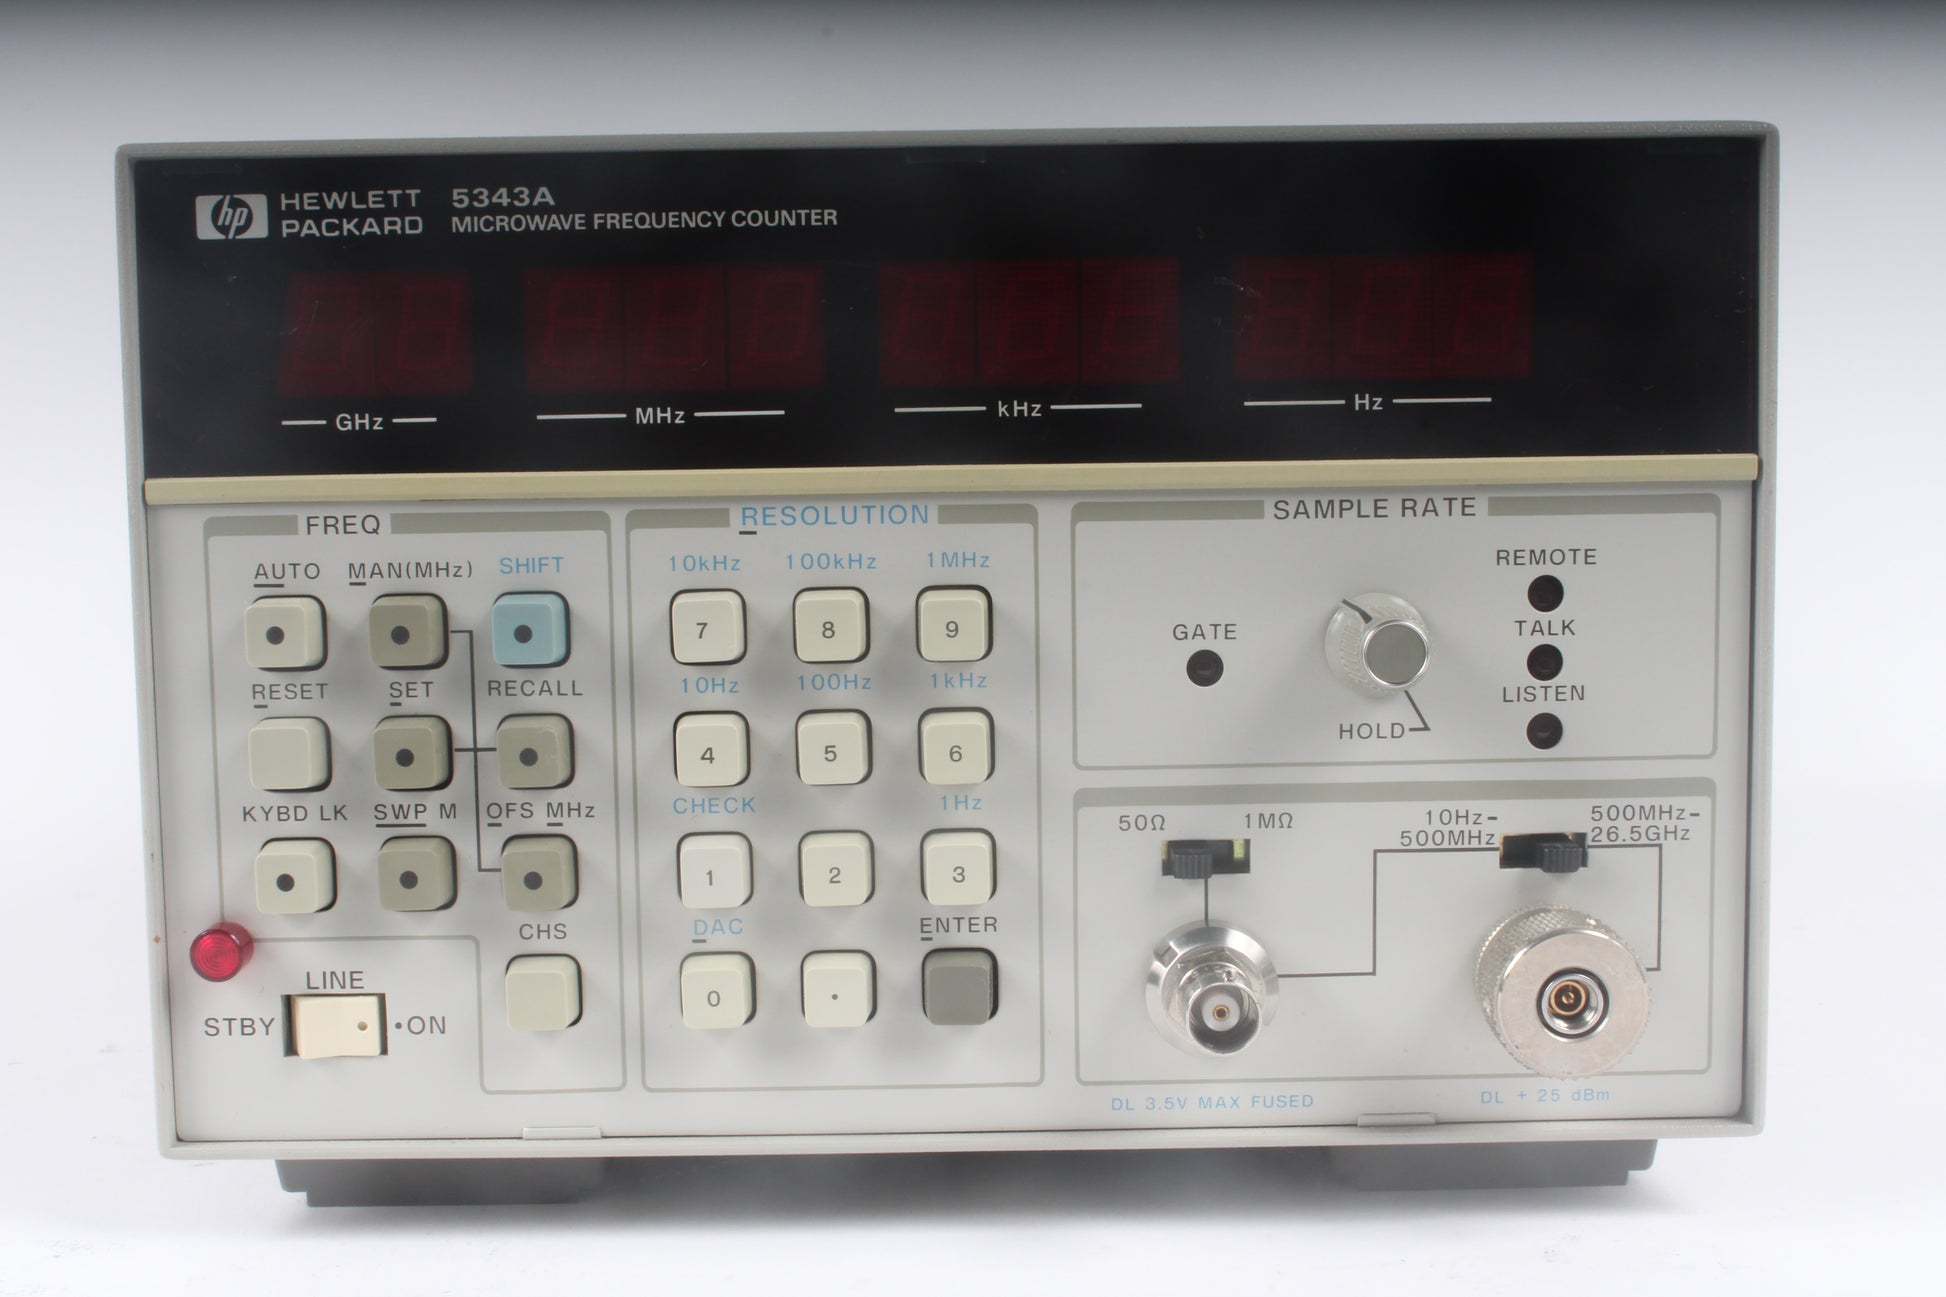 hp HEWLETT PACKARD
5343A
MICROWAVE FREQUENCY COUNTER
GHz MHz kHz Hz
FREQ
AUTO MAN(MHz) SHIFT
RESET SET RECALL
KYBD LK SWP M OFS MHz
CHS
LINE
STBY •ON
RESOLUTION
10kHz 100kHz 1MHz
7 8 9
10Hz 100Hz 1kHz
4 5 6
CHECK 1Hz
1 2 3
DAC ENTER
0 .
SAMPLE RATE
GATE
HOLD
REMOTE
TALK
LISTEN
50Ω 1MΩ
10Hz-
500MHz
500MHz-
26.5GHz
DL 3.5V MAX FUSED
DL + 25 dBm